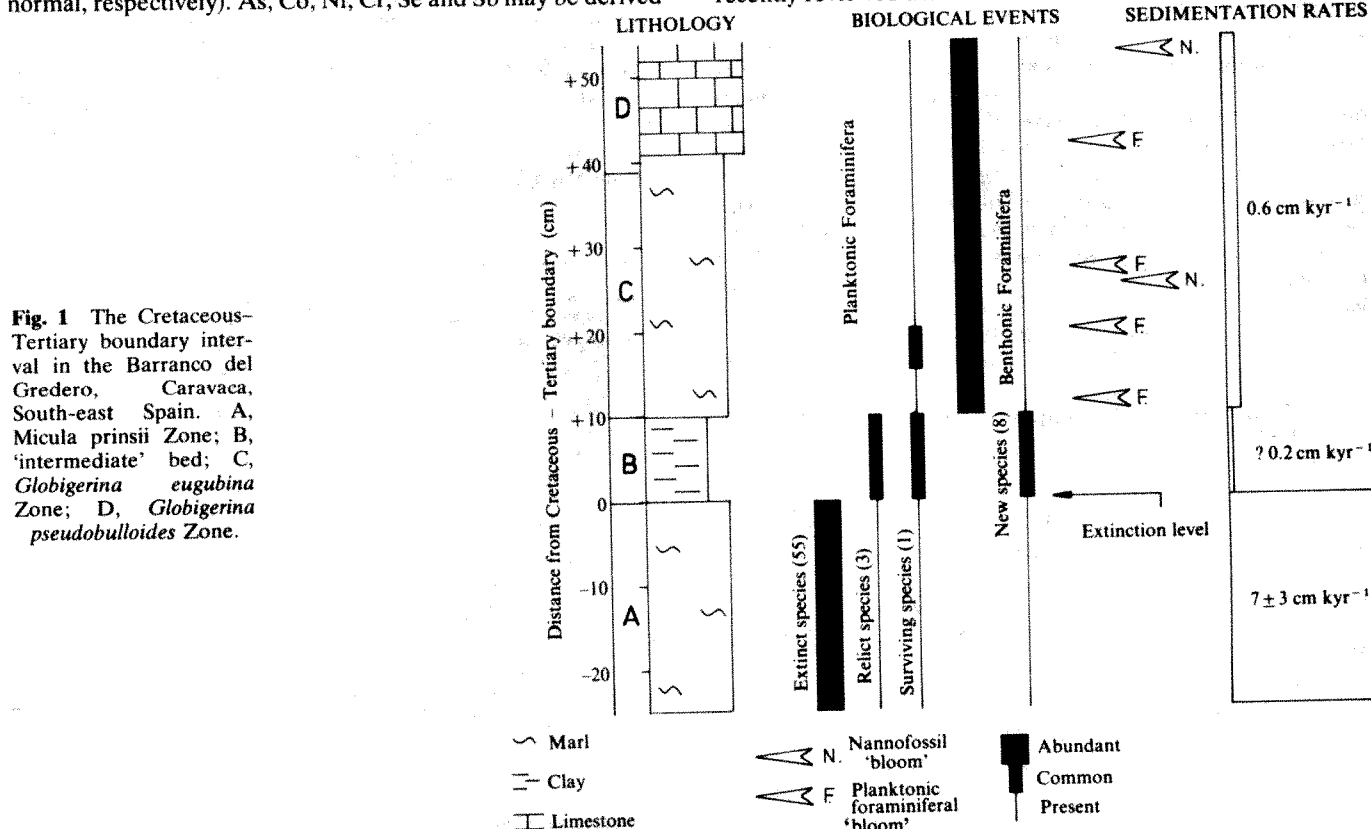 normal, respectively). As, Co, Ni, Cr, Se and Sb may be derived
LITHOLOGY
BIOLOGICAL EVENTS
SEDIMENTATION RATES
Fig. 1 The Cretaceous–
Tertiary boundary inter-
val in the Barranco del
Gredero, Caravaca,
South-east Spain. A,
Micula prinsii Zone; B,
'intermediate' bed; C,
Globigerina eugubina
Zone; D, Globigerina
pseudobulloides Zone.
Distance from Cretaceous – Tertiary boundary (cm)
+50
+40
+30
+20
+10
0
−10
−20
D
C
B
A
Planktonic Foraminifera
Benthonic Foraminifera
Extinct species (55)
Relict species (3)
Surviving species (1)
New species (8)
N.
F.
F.
N.
F.
F.
Extinction level
0.6 cm kyr⁻¹
? 0.2 cm kyr⁻¹
7 ± 3 cm kyr⁻¹
Marl
Clay
Limestone
N. Nannofossil
'bloom'
F. Planktonic
foraminiferal
'bloom'
Abundant
Common
Present